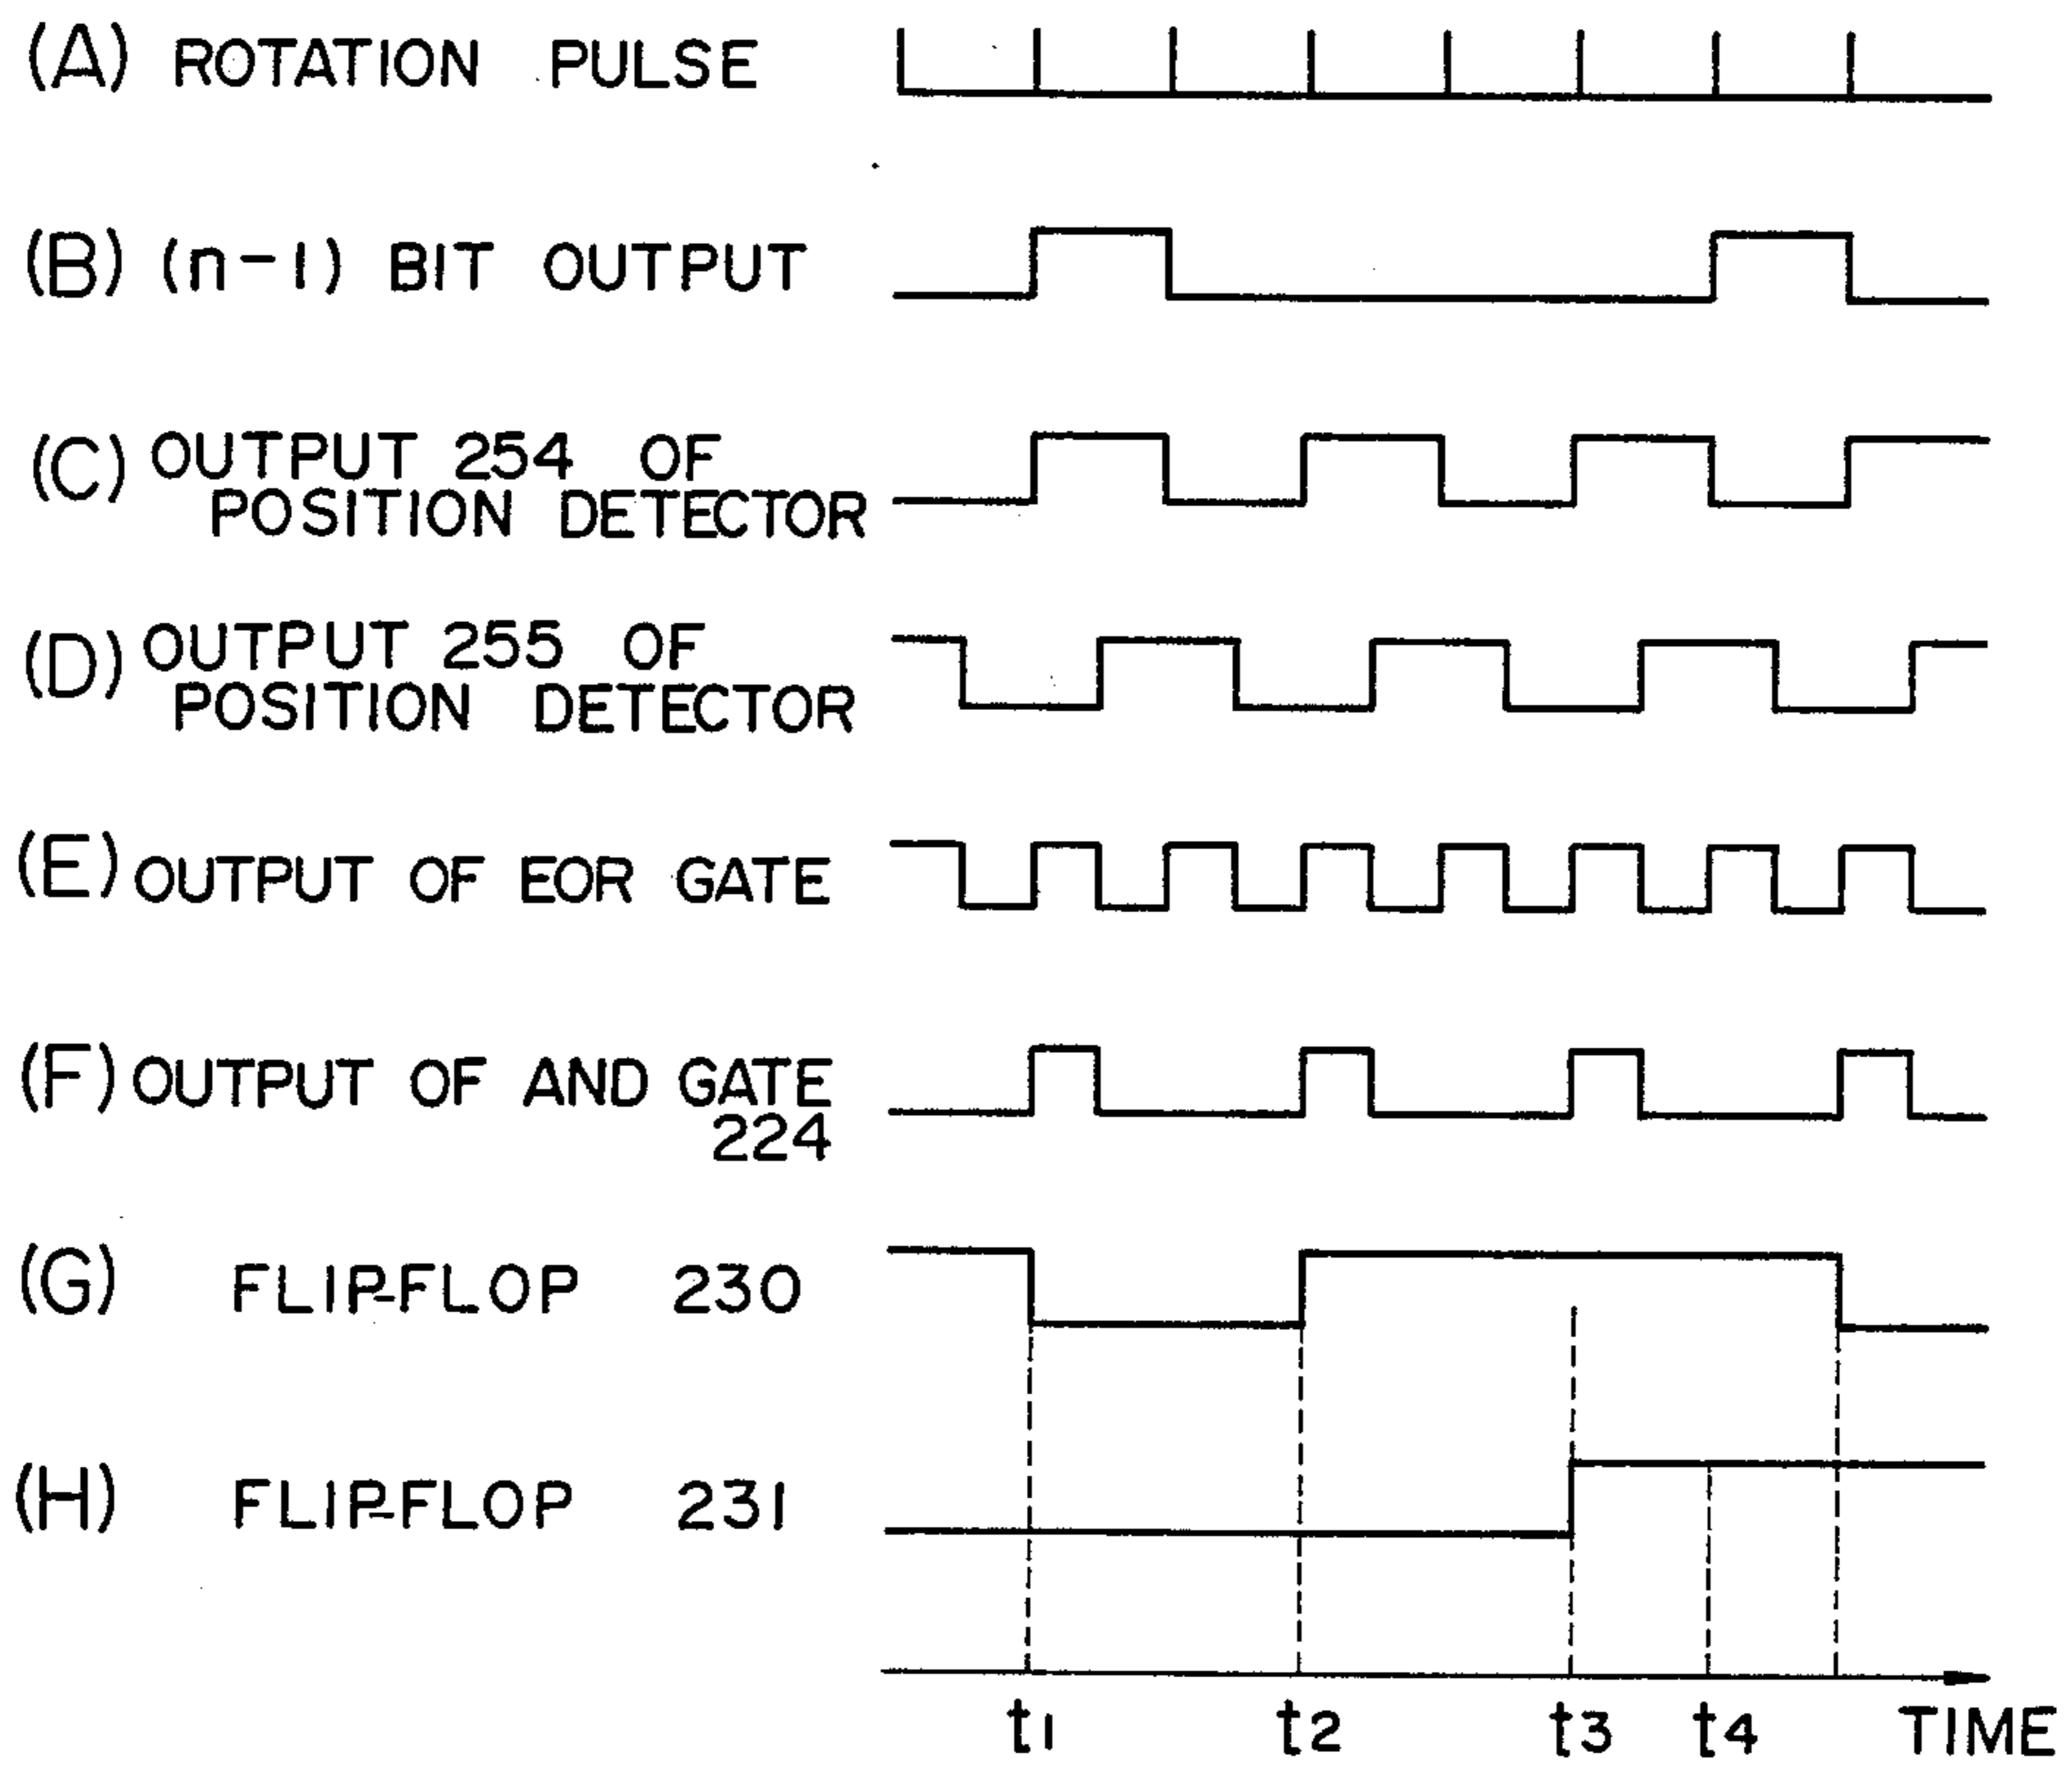 (A) ROTATION PULSE
(B) (n-1) BIT OUTPUT
(C) OUTPUT 254 OF
POSITION DETECTOR
(D) OUTPUT 255 OF
POSITION DETECTOR
(E) OUTPUT OF EOR GATE
(F) OUTPUT OF AND GATE
224
(G) FLIP-FLOP 230
(H) FLIP-FLOP 231
t1 t2 t3 t4 TIME